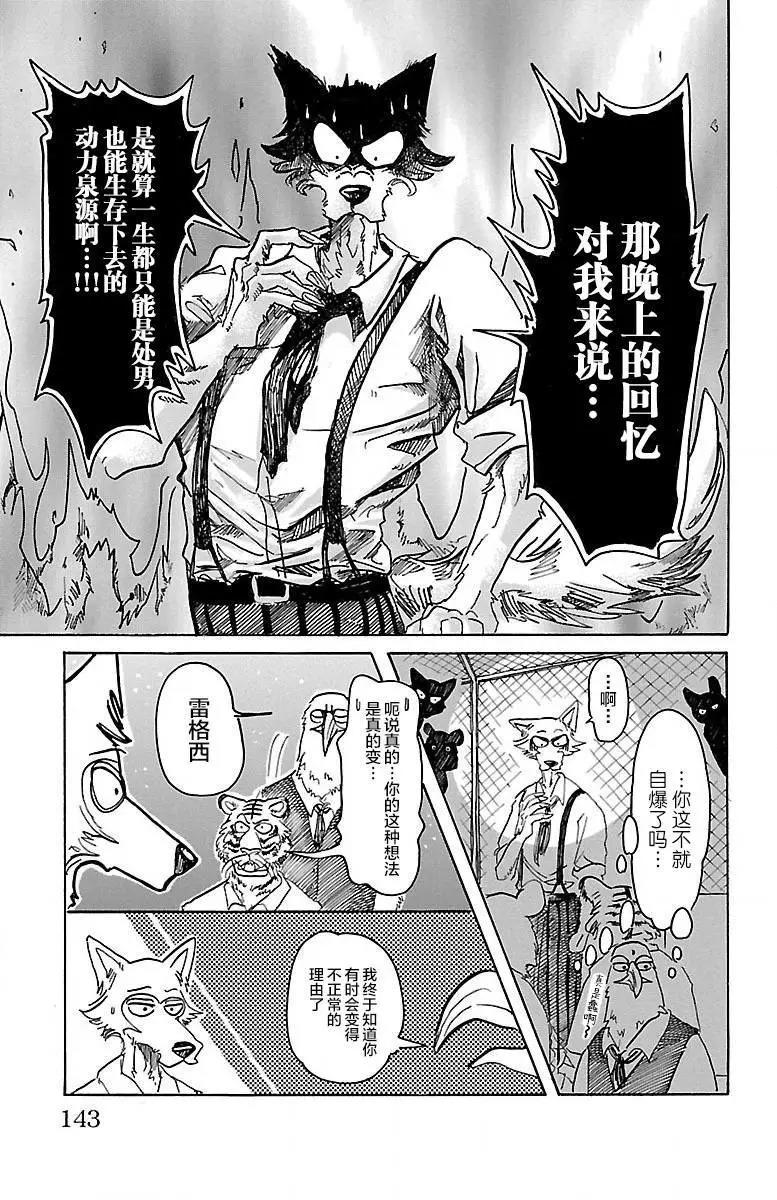 那晚上的回忆
对我来说…
是就算一生都只能是处男
也能生存下去的
动力泉源啊…!!!
…啊…
…你这不就
自爆了吗…
真是蠢啊~
呃说真的…你的这种想法
是真的变…
雷格西
我终于知道你
有时会变得
不正常的
理由了
143